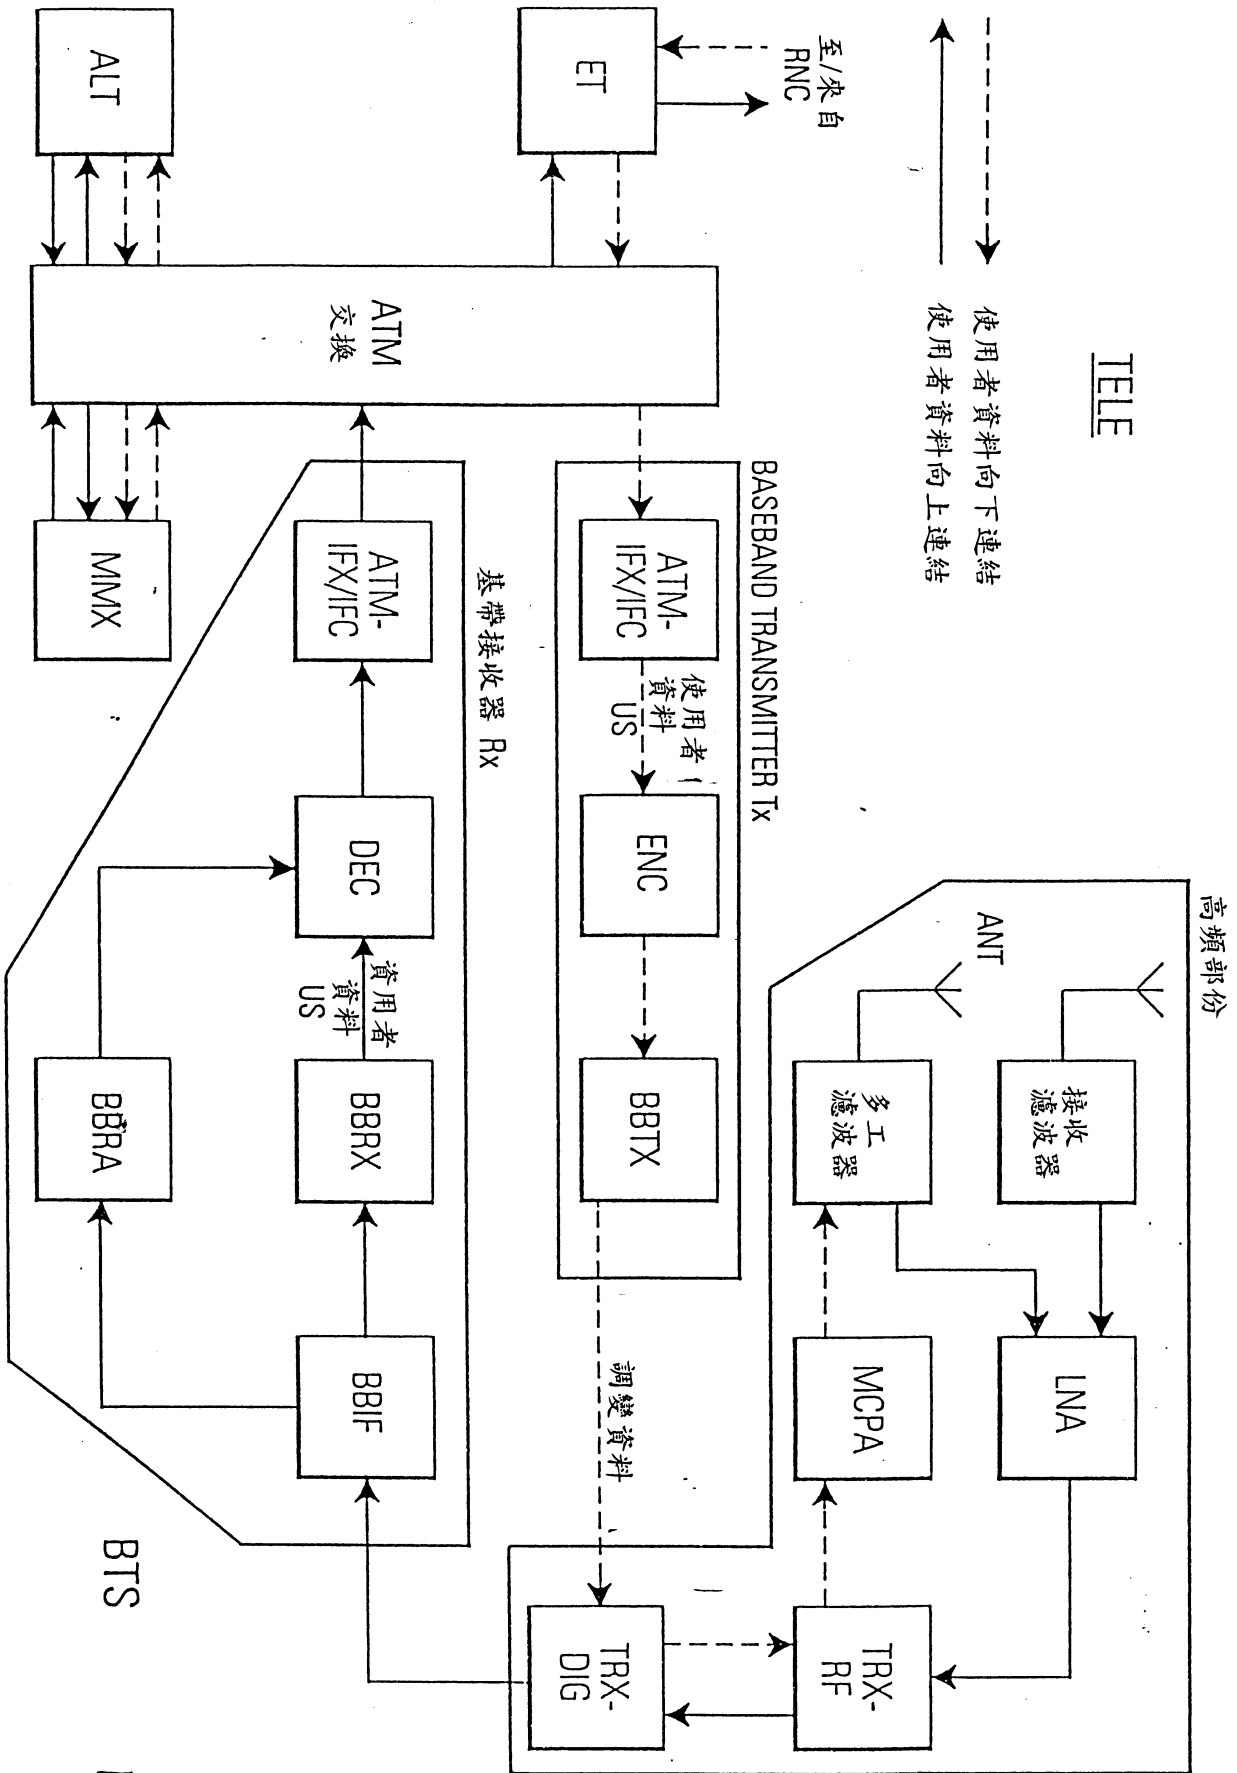 TELE
使用者資料向下連結
使用者資料向上連結
至/來自
RNC
ET
ALT
ATM
交換
MMX
BASEBAND TRANSMITTER Tx
ATM-
IFX/IFC
使用者
資料
US
ENC
BBTX
調變資料
基帶接收器 Rx
ATM-
IFX/IFC
DEC
資用者
資料
US
BBRX
BBRA
BBIF
高頻部份
ANT
接收
濾波器
多工
濾波器
LNA
MCPA
TRX-
RF
TRX-
DIG
BTS